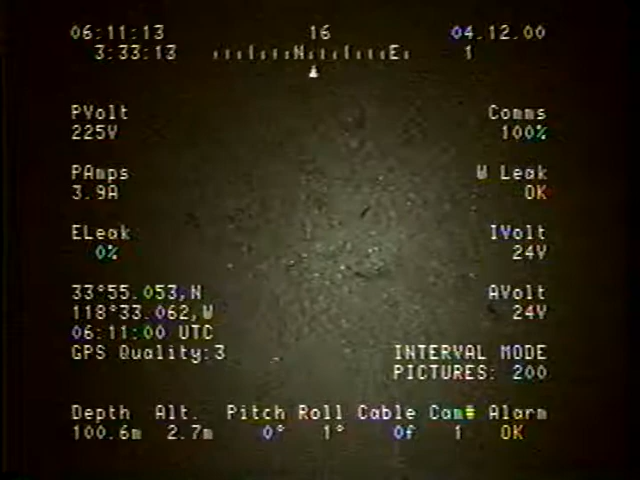 06:11:13 16 04.12.00
3:33:13 N E 1
PVolt Comms
225V 100%
PAmps W Leak
3.9A OK
ELeak IVolt
0% 24V
33°55.053,N AVolt
118°33.062,W 24V
06:11:00 UTC
GPS Quality:3 INTERVAL MODE
PICTURES: 200
Depth Alt. Pitch Roll Cable Cam# Alarm
100.6m 2.7m 0° 1° 0f 1 OK